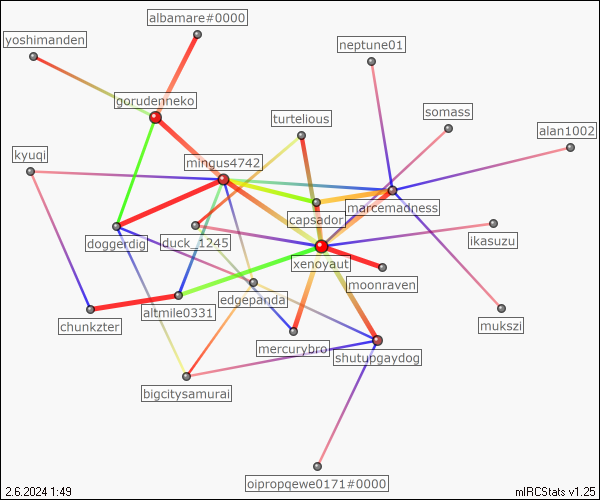 albamare#0000
yoshimanden
neptune01
gorudenneko
somass
turtelious
alan1002
kyuqi
mingus4742
marcemadness
capsador
doggerdig
duck_1245
ikasuzu
xenoyaut
moonraven
edgepanda
altmile0331
chunkzter
mukszi
mercurybro
shutupgaydog
bigcitysamurai
oipropqewe0171#0000
2.6.2024 1:49
mIRCStats v1.25